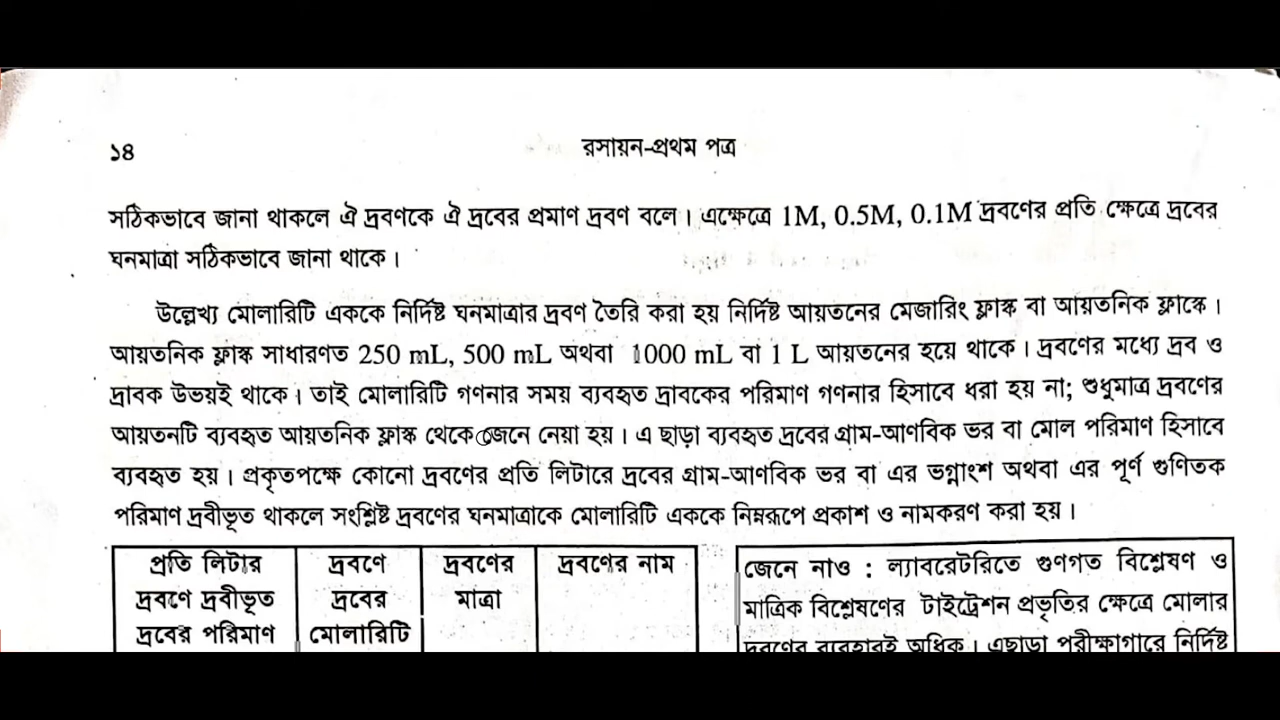 ১৪
রসায়ন-প্রথম পত্র
সঠিকভাবে জানা থাকলে ঐ দ্রবণকে ঐ দ্রবের প্রমাণ দ্রবণ বলে। এক্ষেত্রে 1M, 0.5M, 0.1M দ্রবণের প্রতি ক্ষেত্রে দ্রবের
ঘনমাত্রা সঠিকভাবে জানা থাকে।
উল্লেখ্য মোলারিটি এককে নির্দিষ্ট ঘনমাত্রার দ্রবণ তৈরি করা হয় নির্দিষ্ট আয়তনের মেজারিং ফ্লাস্ক বা আয়তনিক ফ্লাস্কে।
আয়তনিক ফ্লাস্ক সাধারণত 250 mL, 500 mL অথবা 1000 mL বা 1 L আয়তনের হয়ে থাকে। দ্রবণের মধ্যে দ্রব ও
দ্রাবক উভয়ই থাকে। তাই মোলারিটি গণনার সময় ব্যবহৃত দ্রাবকের পরিমাণ গণনার হিসাবে ধরা হয় না; শুধুমাত্র দ্রবণের
আয়তনটি ব্যবহৃত আয়তনিক ফ্লাস্ক থেকে জেনে নেয়া হয়। এ ছাড়া ব্যবহৃত দ্রবের গ্রাম-আণবিক ভর বা মোল পরিমাণ হিসাবে
ব্যবহৃত হয়। প্রকৃতপক্ষে কোনো দ্রবণের প্রতি লিটারে দ্রবের গ্রাম-আণবিক ভর বা এর ভগ্নাংশ অথবা এর পূর্ণ গুণিতক
পরিমাণ দ্রবীভূত থাকলে সংশ্লিষ্ট দ্রবণের ঘনমাত্রাকে মোলারিটি এককে নিম্নরূপে প্রকাশ ও নামকরণ করা হয়।
প্রতি লিটার
দ্রবণে দ্রবীভূত
দ্রবের পরিমাণ
দ্রবণে
দ্রবের
মোলারিটি
দ্রবণের
মাত্রা
দ্রবণের নাম
জেনে নাও : ল্যাবরেটরিতে গুণগত বিশ্লেষণ ও
মাত্রিক বিশ্লেষণের টাইট্রেশন প্রভৃতির ক্ষেত্রে মোলার
দ্রবণের ব্যবহারই অধিক। এছাড়া পরীক্ষাগারে নির্দিষ্ট